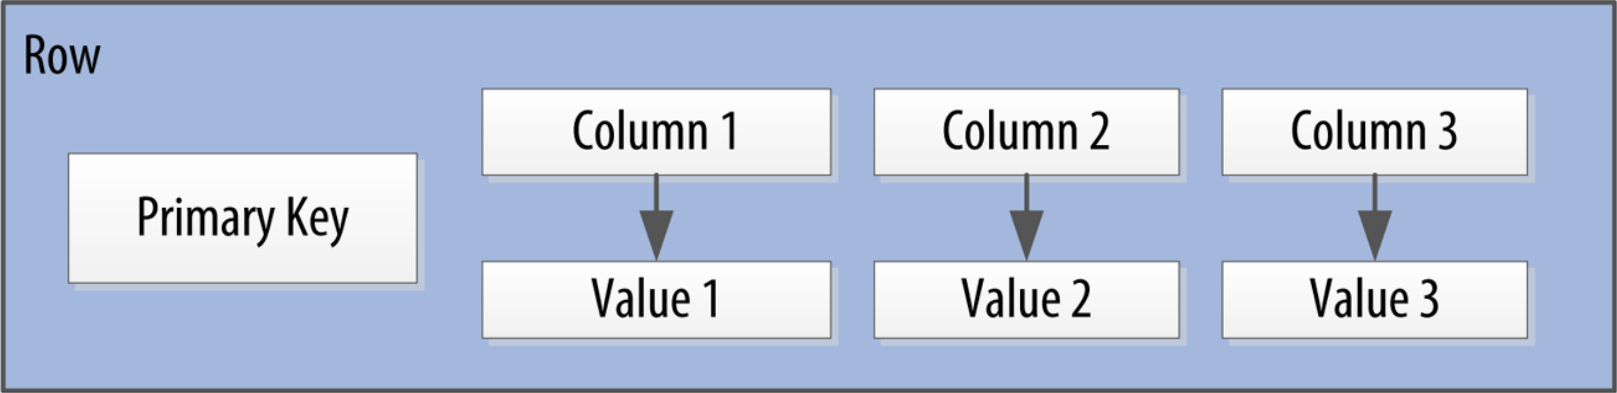 Row
Primary Key
Column 1
Column 2
Column 3
Value 1
Value 2
Value 3